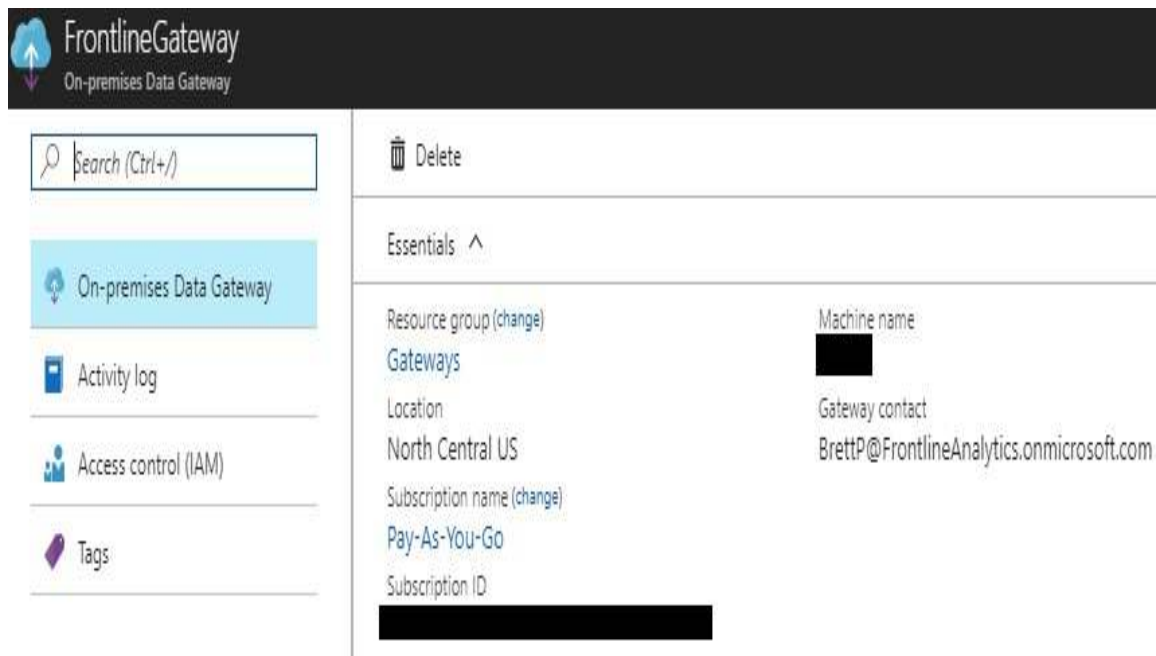 FrontlineGateway
On-premises Data Gateway
Search (Ctrl+/)
On-premises Data Gateway
Activity log
Access control (IAM)
Tags
Delete
Essentials
Resource group (change)
Gateways
Location
North Central US
Subscription name (change)
Pay-As-You-Go
Subscription ID
Machine name
Gateway contact
BrettP@FrontlineAnalytics.onmicrosoft.com